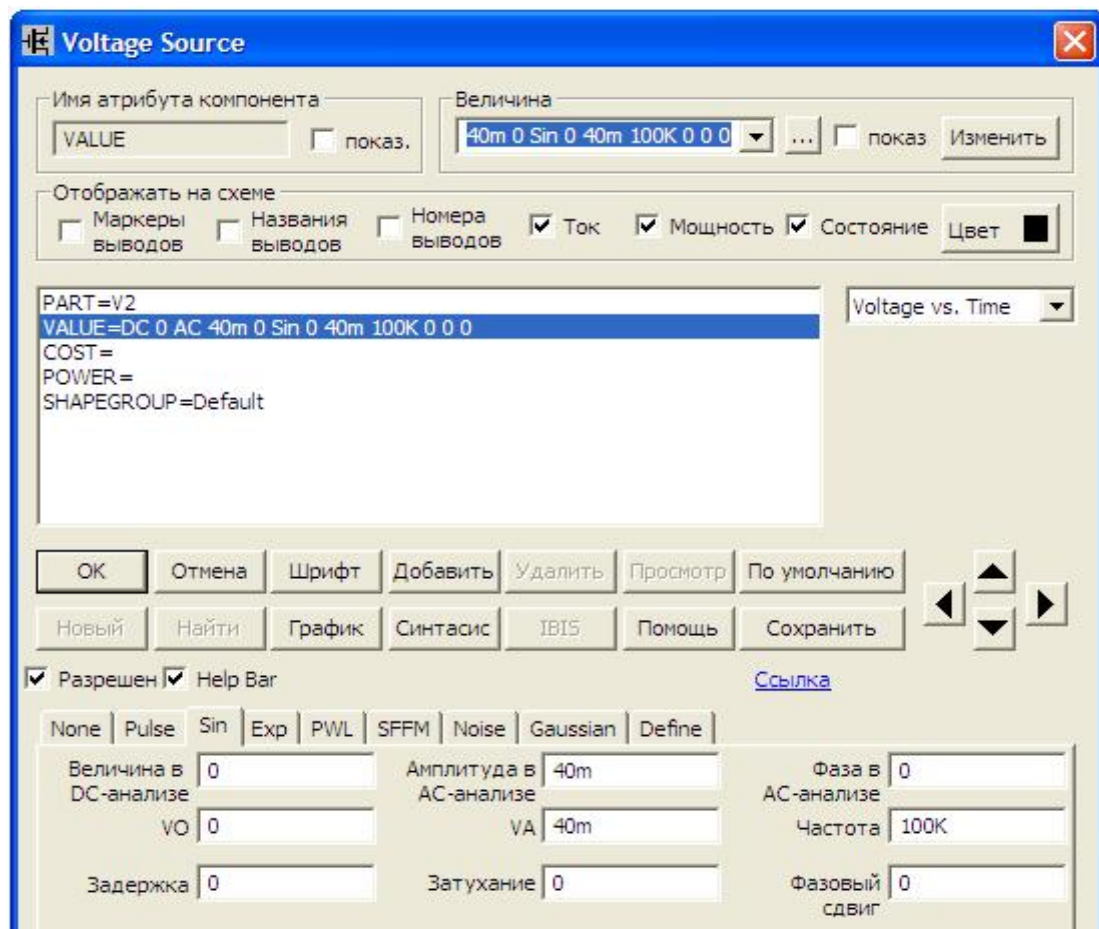 Voltage Source
Имя атрибута компонента
Величина
VALUE
показ.
40m 0 Sin 0 40m 100K 0 0 0
...
показ
Изменить
Отображать на схеме
Маркеры выводов
Названия выводов
Номера выводов
Ток
Мощность
Состояние
Цвет
PART=V2
Voltage vs. Time
VALUE=DC 0 AC 40m 0 Sin 0 40m 100K 0 0 0
COST=
POWER=
SHAPEGROUP=Default
OK
Отмена
Шрифт
Добавить
Удалить
Просмотр
По умолчанию
Новый
Найти
График
Синтасис
IBIS
Помощь
Сохранить
Разрешен
Help Bar
Ссылка
None
Pulse
Sin
Exp
PWL
SFFM
Noise
Gaussian
Define
Величина в DC-анализе
0
Амплитуда в AC-анализе
40m
Фаза в AC-анализе
0
VO
0
VA
40m
Частота
100K
Задержка
0
Затухание
0
Фазовый сдвиг
0